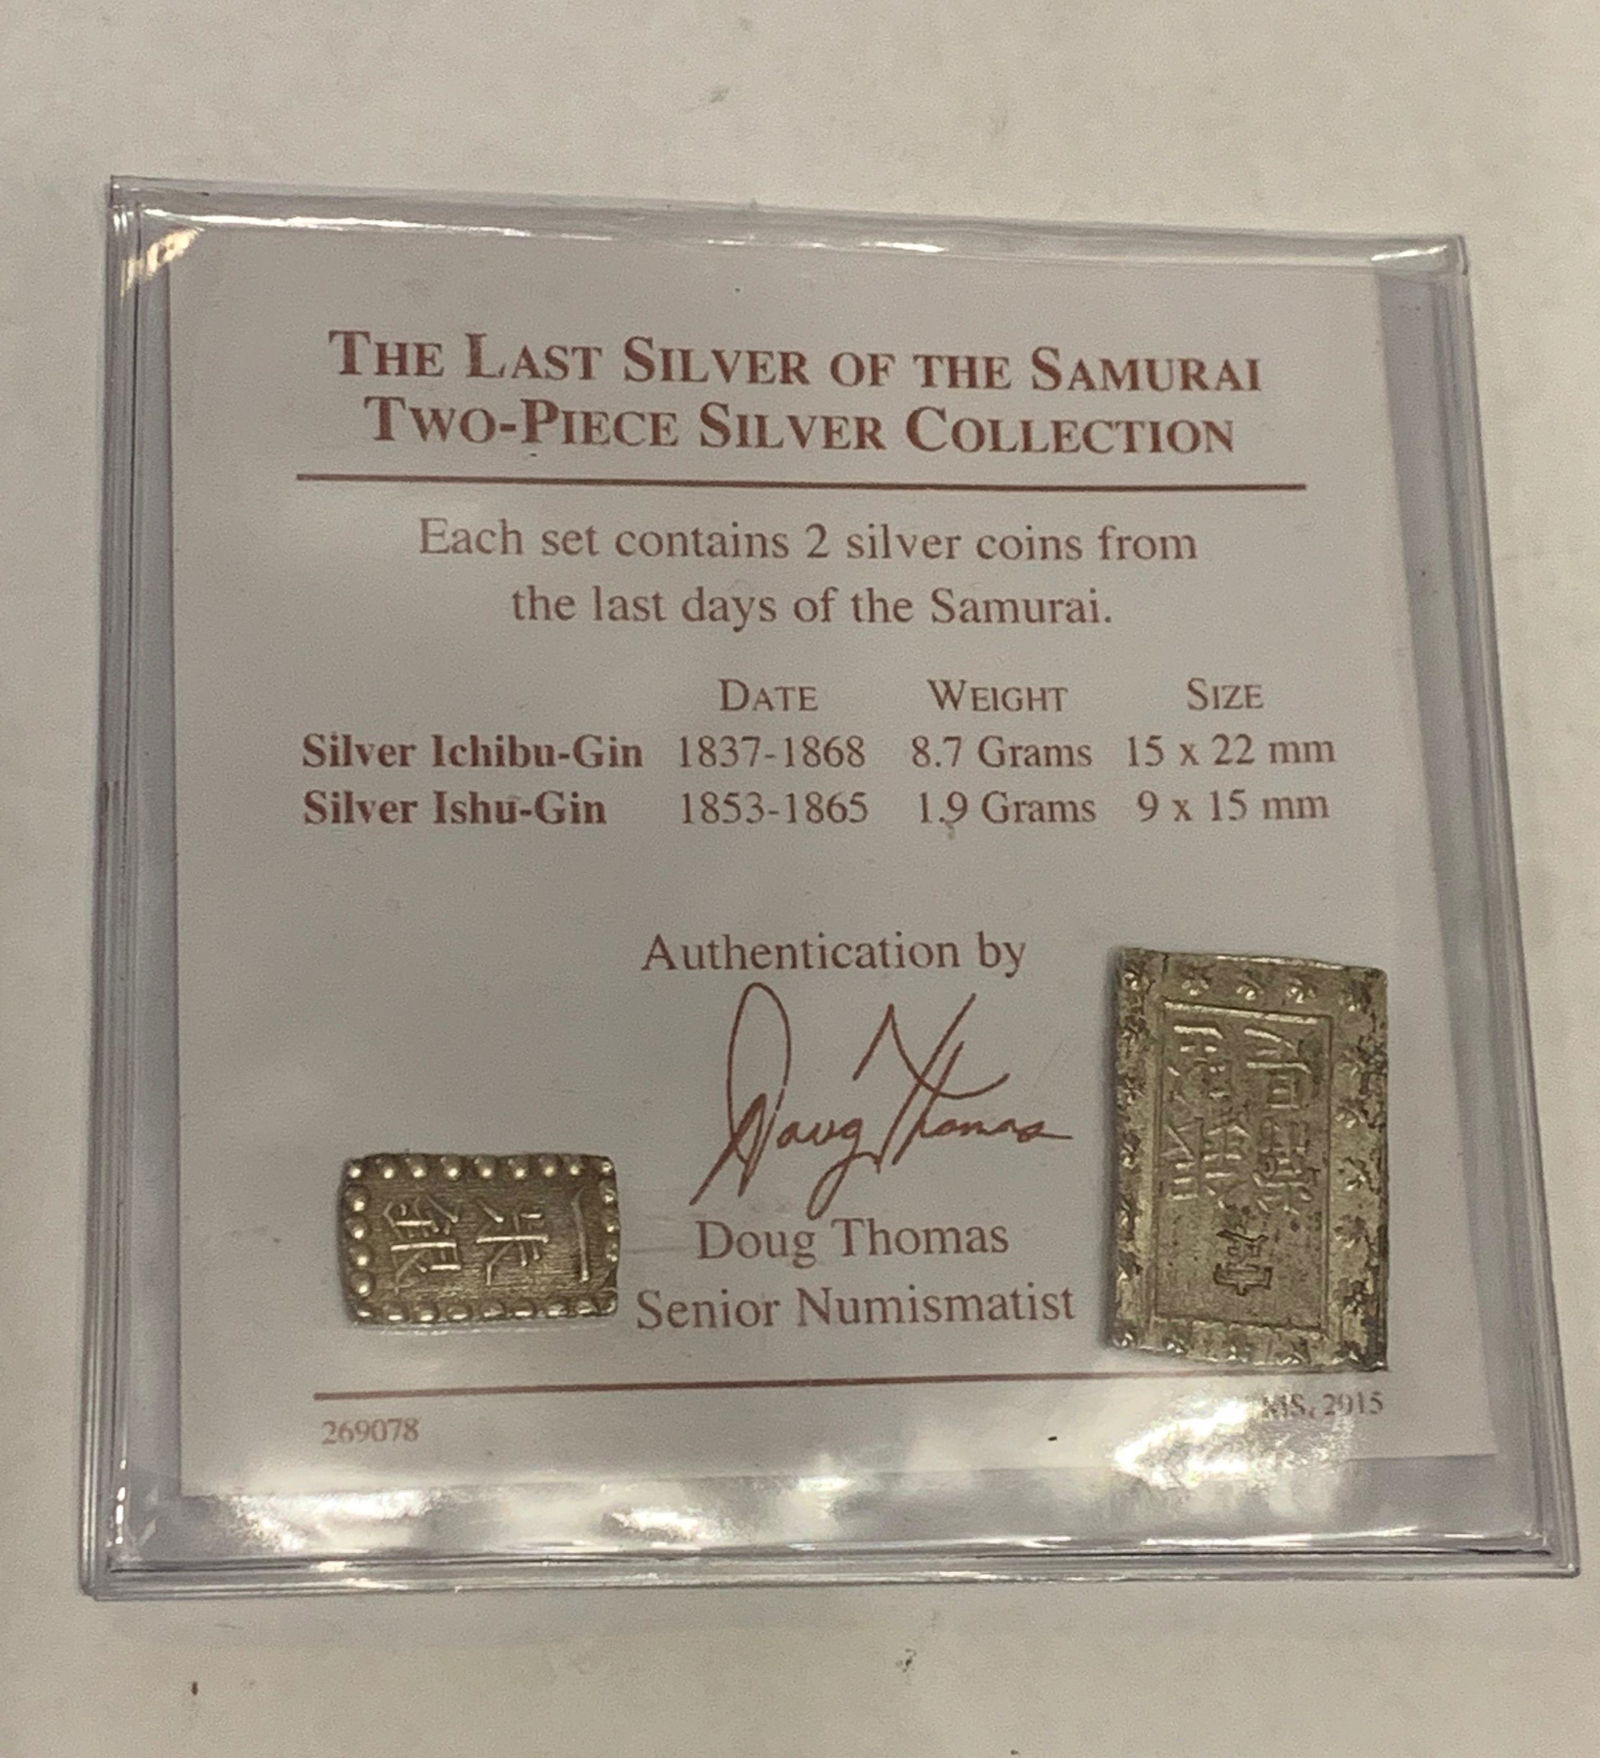 THE LAST SILVER OF THE SAMURAI
TWO-PIECE SILVER COLLECTION
Each set contains 2 silver coins from
the last days of the Samurai.
DATE WEIGHT SIZE
Silver Ichibu-Gin 1837-1868 8.7 Grams 15 x 22 mm
Silver Ishu-Gin 1853-1865 1.9 Grams 9 x 15 mm
Authentication by
Doug Thomas
Doug Thomas
Senior Numismatist
一朱銀
269078
2015